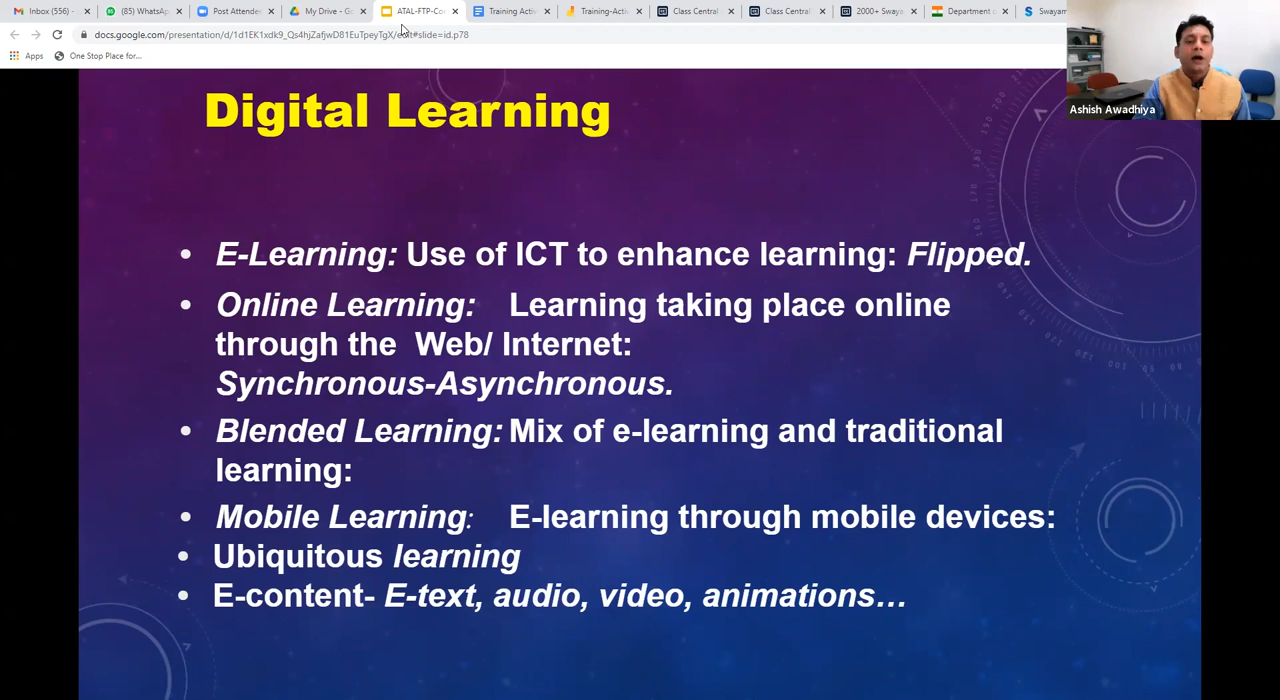 Inbox (556) -
(85) WhatsAp
Post Attende
My Drive - Go
ATAL-FTP-Co
Training Activ
Training-Activ
Class Central
Class Central
2000+ Swaya
Department o
Swayam
docs.google.com/presentation/d/1d1EK1xdk9_Qs4hjZafjwD81EuTpeyTgX/edit#slide=id.p78
Apps
One Stop Place for...
Ashish Awadhiya
Digital Learning
• E-Learning: Use of ICT to enhance learning: Flipped.
• Online Learning: Learning taking place online
through the Web/ Internet:
Synchronous-Asynchronous.
• Blended Learning: Mix of e-learning and traditional
learning:
• Mobile Learning: E-learning through mobile devices:
• Ubiquitous learning
• E-content- E-text, audio, video, animations...